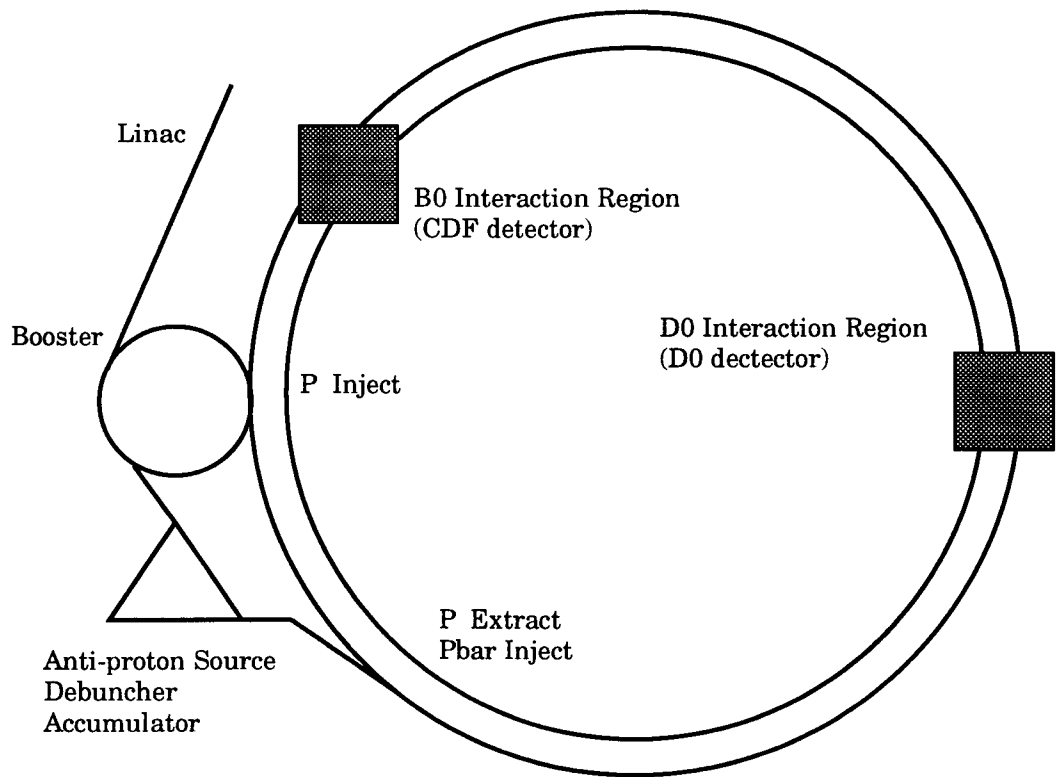 Linac
B0 Interaction Region
(CDF detector)
Booster
D0 Interaction Region
(D0 dectector)
P Inject
P Extract
Pbar Inject
Anti-proton Source
Debuncher
Accumulator